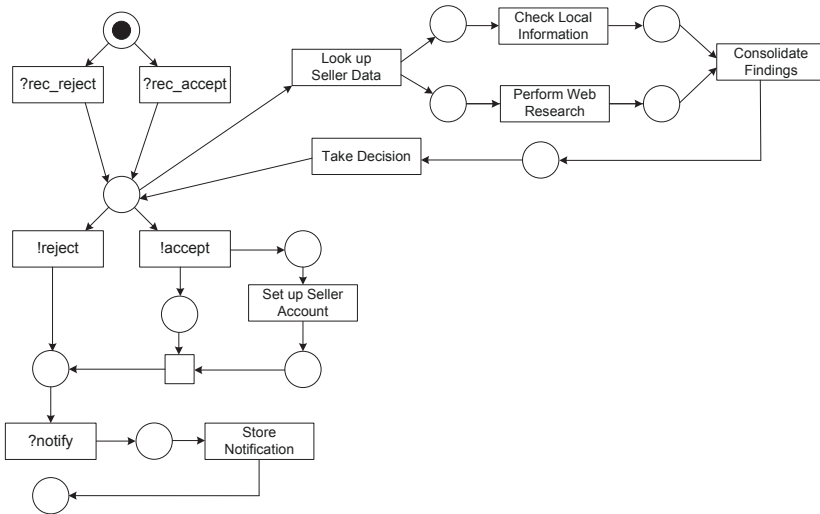 Check Local
Information
Look up
Seller Data
Consolidate
Findings
?rec_reject
?rec_accept
Perform Web
Research
Take Decision
!reject
!accept
Set up Seller
Account
?notify
Store
Notification